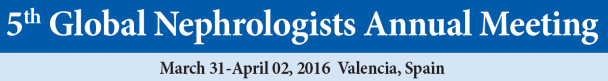 5th Global Nephrologists Annual Meeting
March 31-April 02, 2016 Valencia, Spain